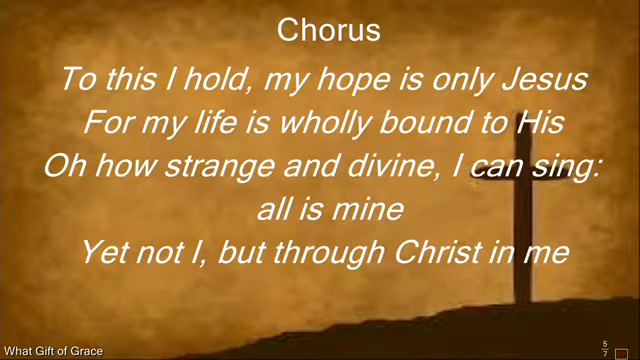 Chorus
To this I hold, my hope is only Jesus
For my life is wholly bound to His
Oh how strange and divine, I can sing:
all is mine
Yet not I, but through Christ in me
What Gift of Grace
5
7